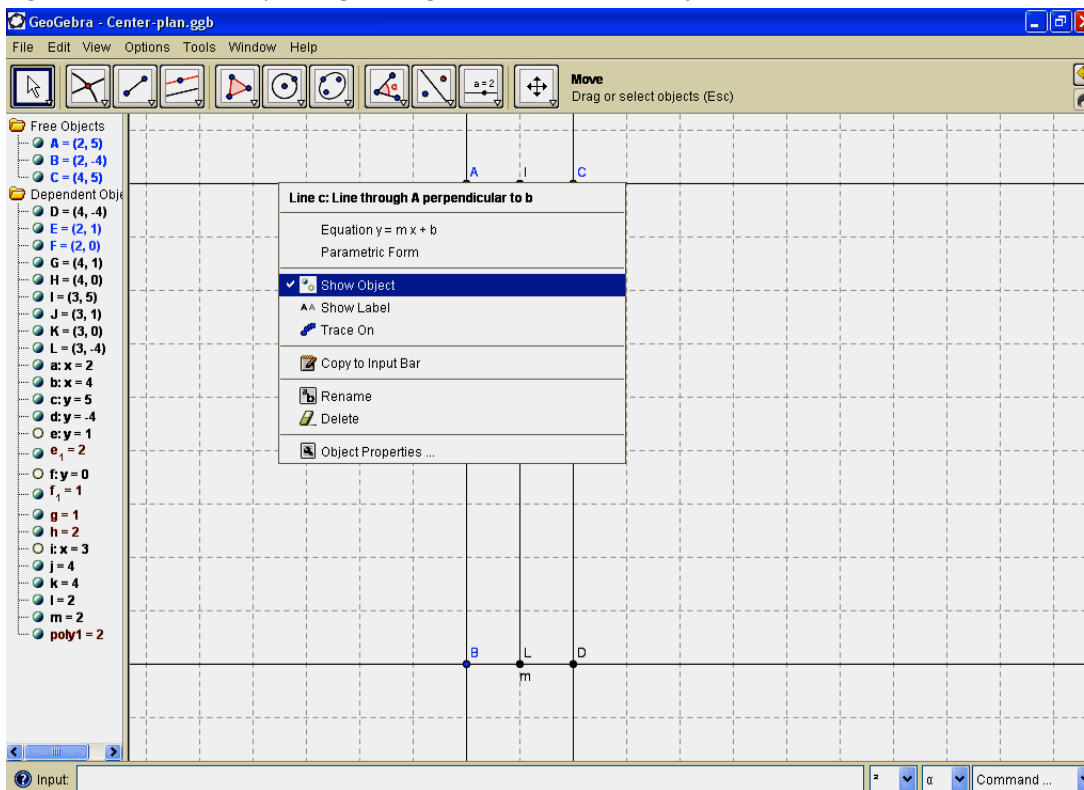 GeoGebra - Center-plan.ggb
File Edit View Options Tools Window Help
a=2
Move
Drag or select objects (Esc)
Free Objects
A = (2, 5)
B = (2, -4)
C = (4, 5)
Dependent Obje
D = (4, -4)
E = (2, 1)
F = (2, 0)
G = (4, 1)
H = (4, 0)
I = (3, 5)
J = (3, 1)
K = (3, 0)
L = (3, -4)
a: x = 2
b: x = 4
c: y = 5
d: y = -4
e: y = 1
e₁ = 2
f: y = 0
f₁ = 1
g = 1
h = 2
i: x = 3
j = 4
k = 4
l = 2
m = 2
poly1 = 2
A I C
Line c: Line through A perpendicular to b
Equation y = m x + b
Parametric Form
Show Object
AA Show Label
Trace On
Copy to Input Bar
ab Rename
Delete
Object Properties ...
B L D
m
Input: ² α Command ...